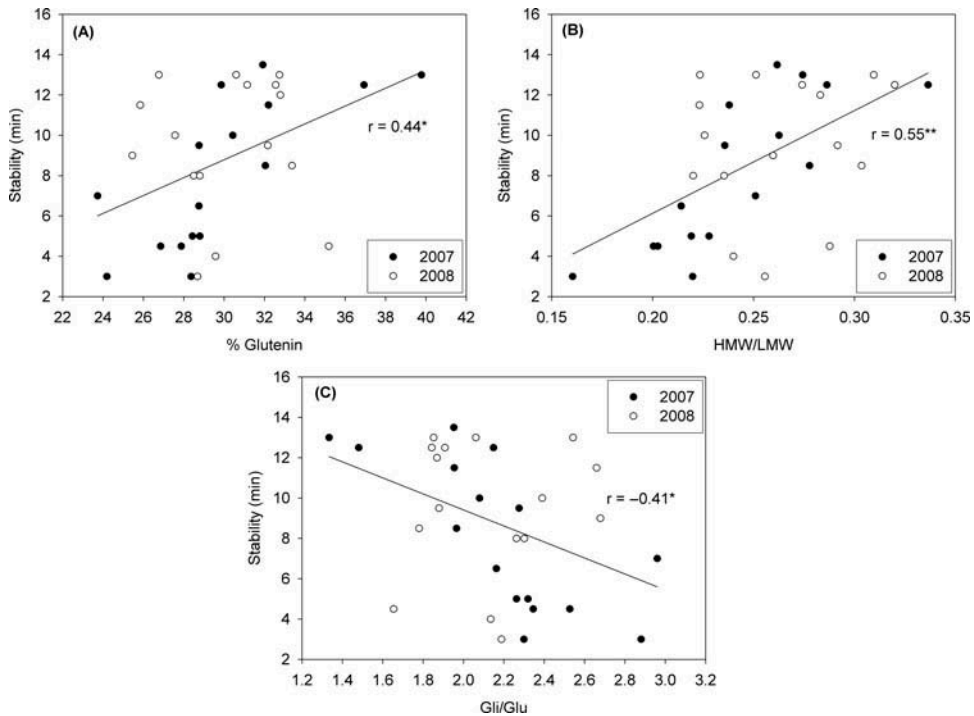 (A)
Stability (min)
16
14
12
10
8
6
4
2
r = 0.44*
2007
2008
22 24 26 28 30 32 34 36 38 40 42
% Glutenin
(B)
Stability (min)
16
14
12
10
8
6
4
2
r = 0.55**
2007
2008
0.15 0.20 0.25 0.30 0.35
HMW/LMW
(C)
Stability (min)
16
14
12
10
8
6
4
2
2007
2008
r = –0.41*
1.2 1.4 1.6 1.8 2.0 2.2 2.4 2.6 2.8 3.0 3.2
Gli/Glu